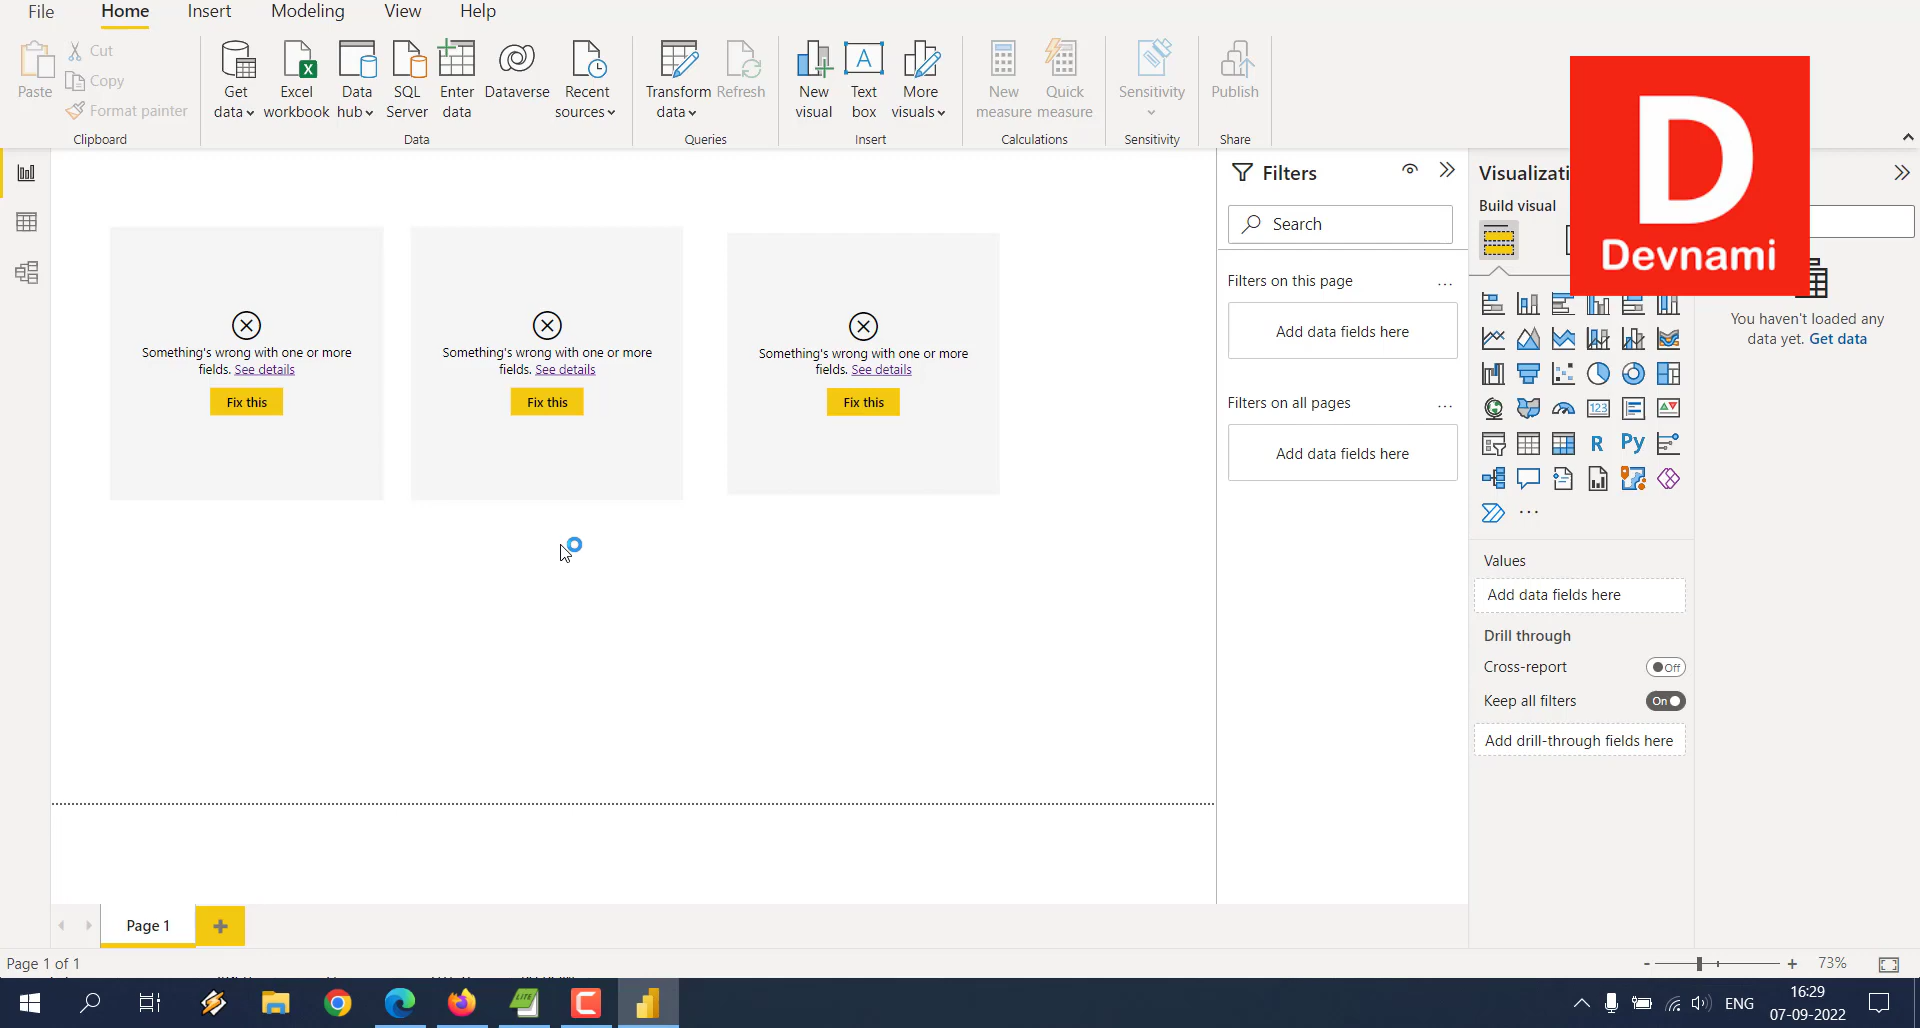 File
Home
Insert
Modeling
View
Help
Paste
Cut
Copy
Format painter
Clipboard
Get
data
Excel
workbook
Data
hub
SQL
Server
Enter
data
Dataverse
Recent
sources
Data
Transform
data
Refresh
Queries
New
visual
Text
box
More
visuals
Insert
New
measure
Quick
measure
Calculations
Sensitivity
Sensitivity
Publish
Share
D
Devnami
Something's wrong with one or more
fields. See details
Fix this
Something's wrong with one or more
fields. See details
Fix this
Something's wrong with one or more
fields. See details
Fix this
Filters
Search
Filters on this page
...
Add data fields here
Filters on all pages
...
Add data fields here
Visualizati
Build visual
123
R
Py
...
Values
Add data fields here
Drill through
Cross-report
Off
Keep all filters
On
Add drill-through fields here
You haven't loaded any
data yet. Get data
Page 1
Page 1 of 1
- + 73%
LITE
ENG
16:29
07-09-2022